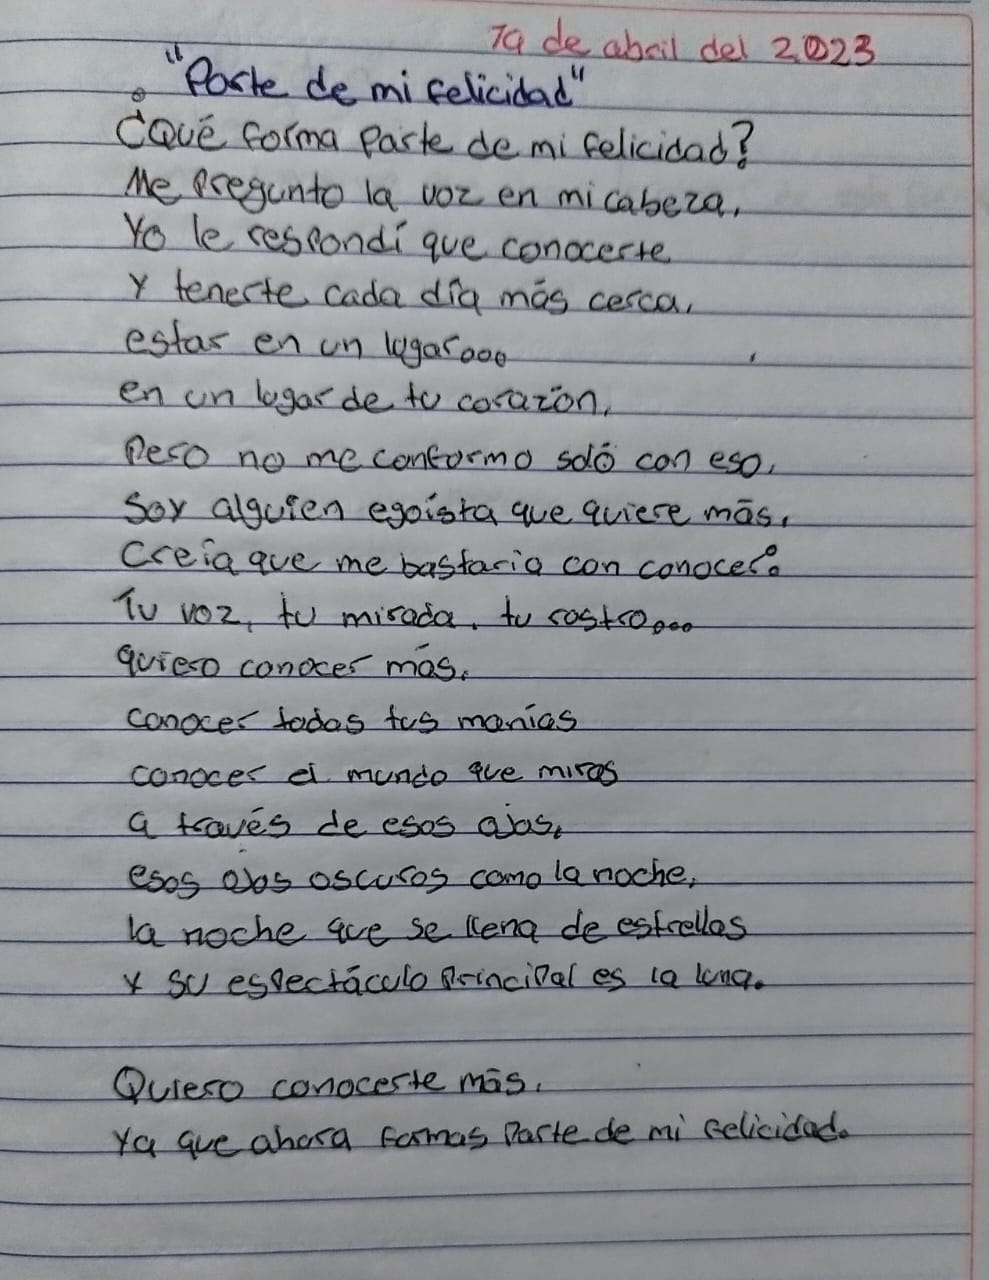 19 de abril del 2023
"Parte de mi felicidad"
¿Qué forma parte de mi felicidad?
Me pregunto la voz en mi cabeza,
Yo le respondí que conocerte
y tenerte cada día más cerca,
estar en un lugar...
en un lugar de tu corazón,
Pero no me conformo soló con eso,
Soy alguien egoísta que quiere más,
Creía que me bastaria con conocer:
Tu voz, tu mirada, tu rostro...
quiero conocer más,
conocer todas tus manías
conocer el mundo que miras
a través de esos ojos,
esos ojos oscuros como la noche,
la noche que se llena de estrellas
y su espectáculo principal es la luna.
Quiero conocerte más,
Ya que ahora formas parte de mi felicidad.